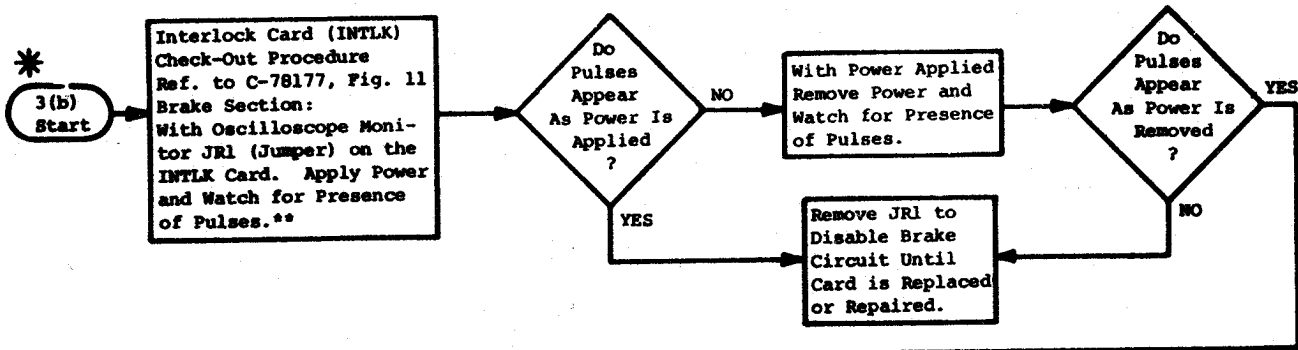 *
3(b)
Start
Interlock Card (INTLK)
Check-Out Procedure
Ref. to C-78177, Fig. 11
Brake Section:
With Oscilloscope Moni-
tor JR1 (Jumper) on the
INTLK Card. Apply Power
and Watch for Presence
of Pulses.**
Do
Pulses
Appear
As Power Is
Applied
?
NO
YES
With Power Applied
Remove Power and
Watch for Presence
of Pulses.
Do
Pulses
Appear
As Power Is
Removed
?
YES
NO
Remove JR1 to
Disable Brake
Circuit Until
Card is Replaced
or Repaired.